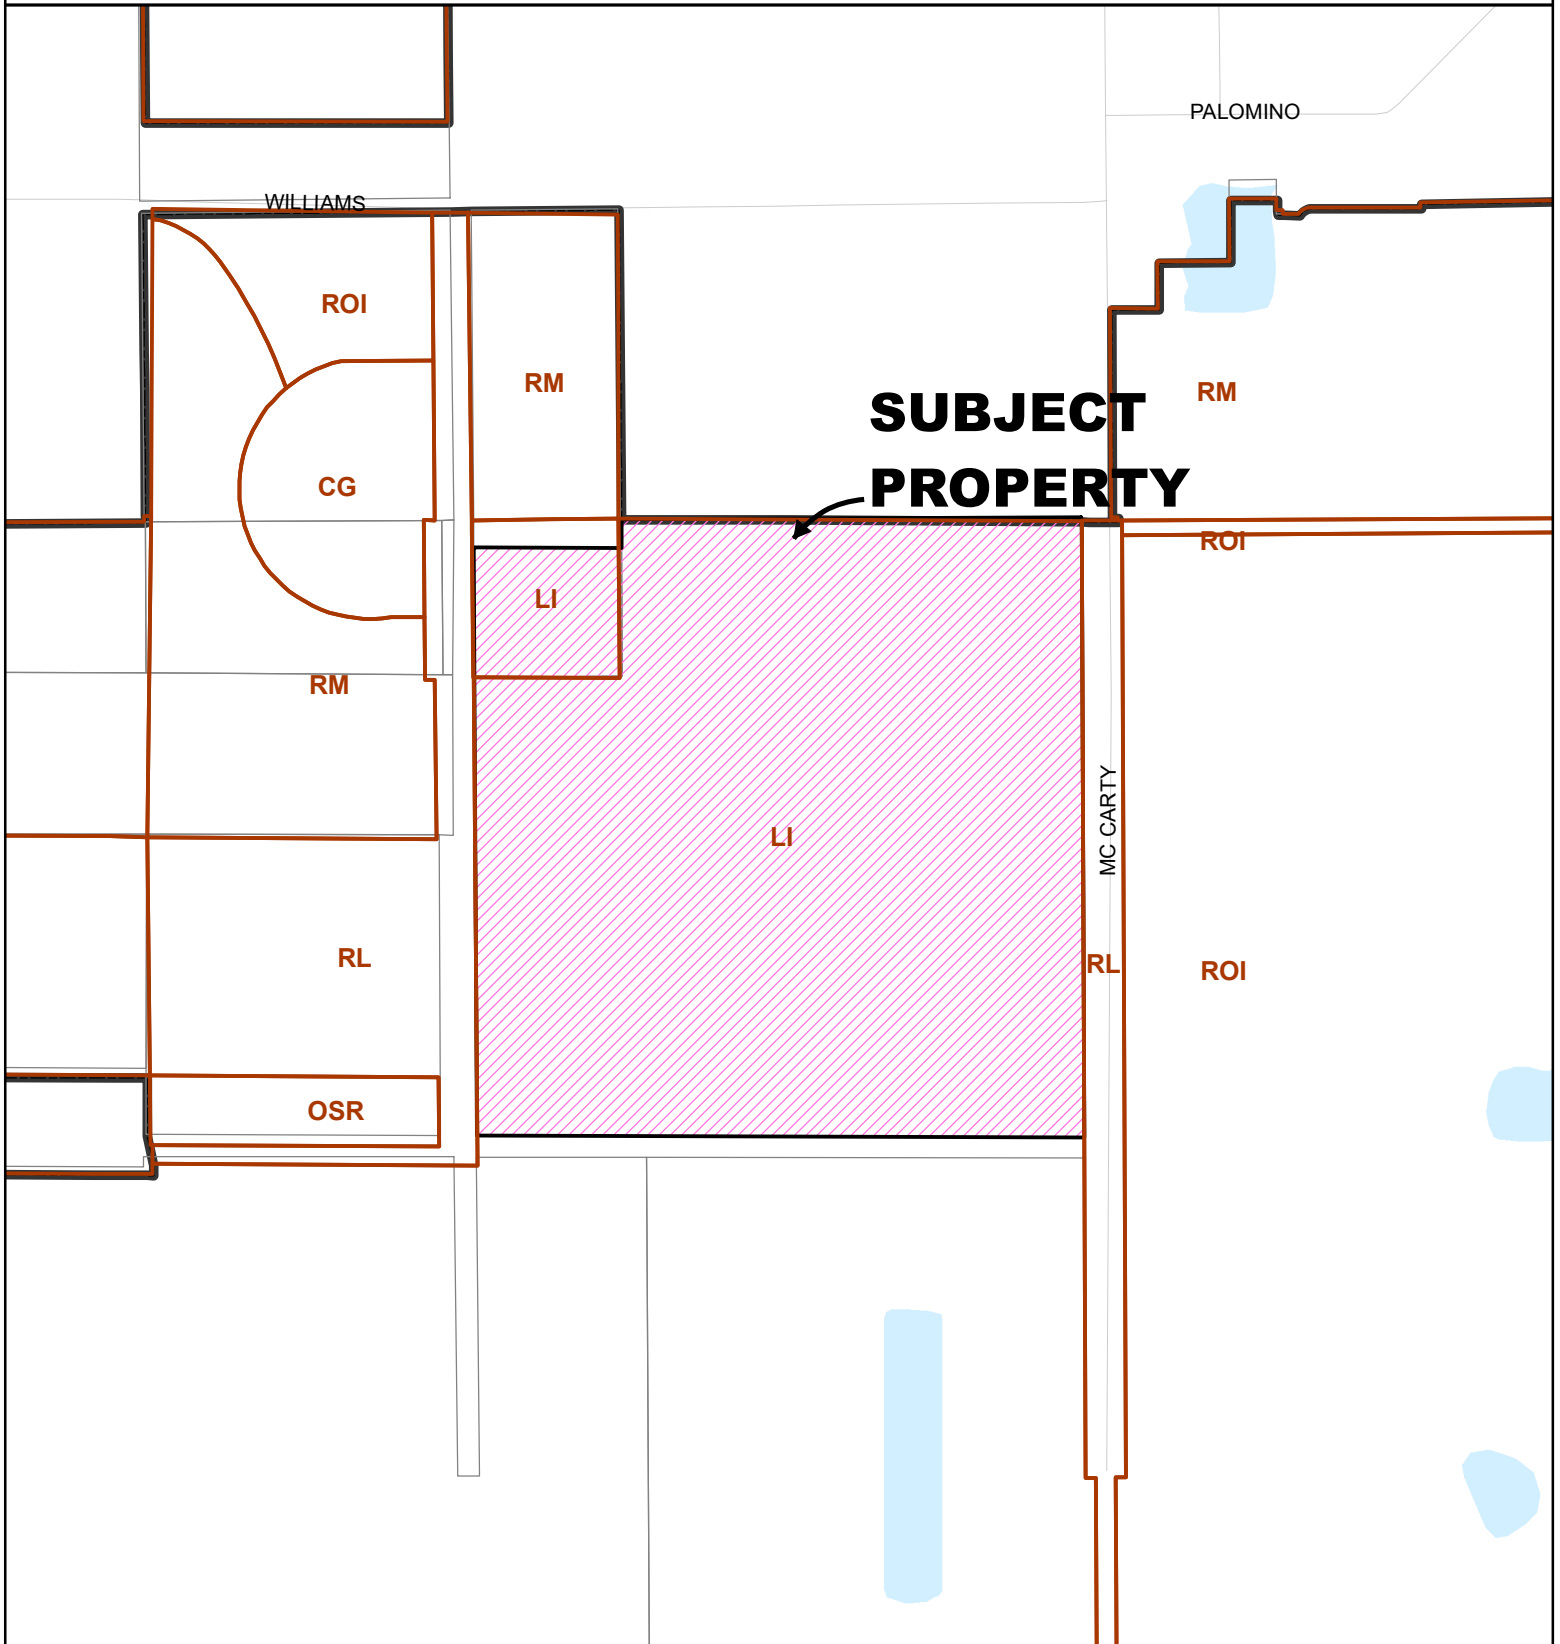 PALOMINO
WILLIAMS
ROI
RM
RM
SUBJECT
PROPERTY
CG
ROI
LI
RM
LI
MC CARTY
RL
RL
ROI
OSR